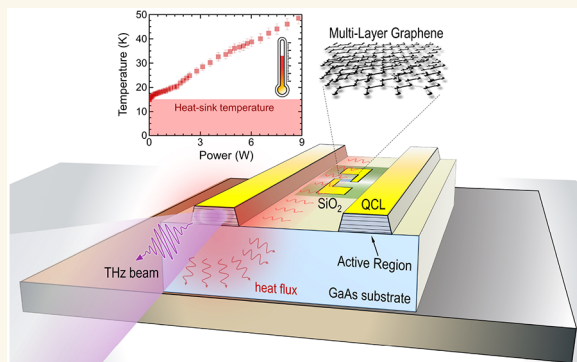 50
40
30
20
10
0
Temperature (K)
Heat-sink temperature
0 3 6 9
Power (W)
Multi-Layer Graphene
SiO₂
QCL
THz beam
Active Region
heat flux
GaAs substrate